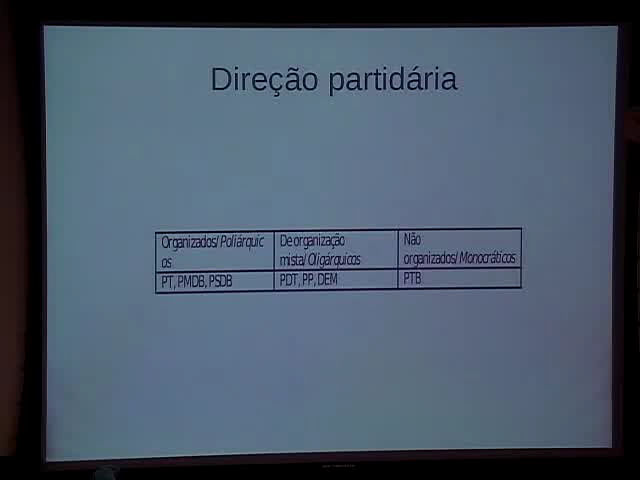 Direção partidária
Organizados/Poliárquic
os
De organização
mista/Oligárquicos
Não
organizados/Monocráticos
PT, PMDB, PSDB
PDT, PP, DEM
PTB